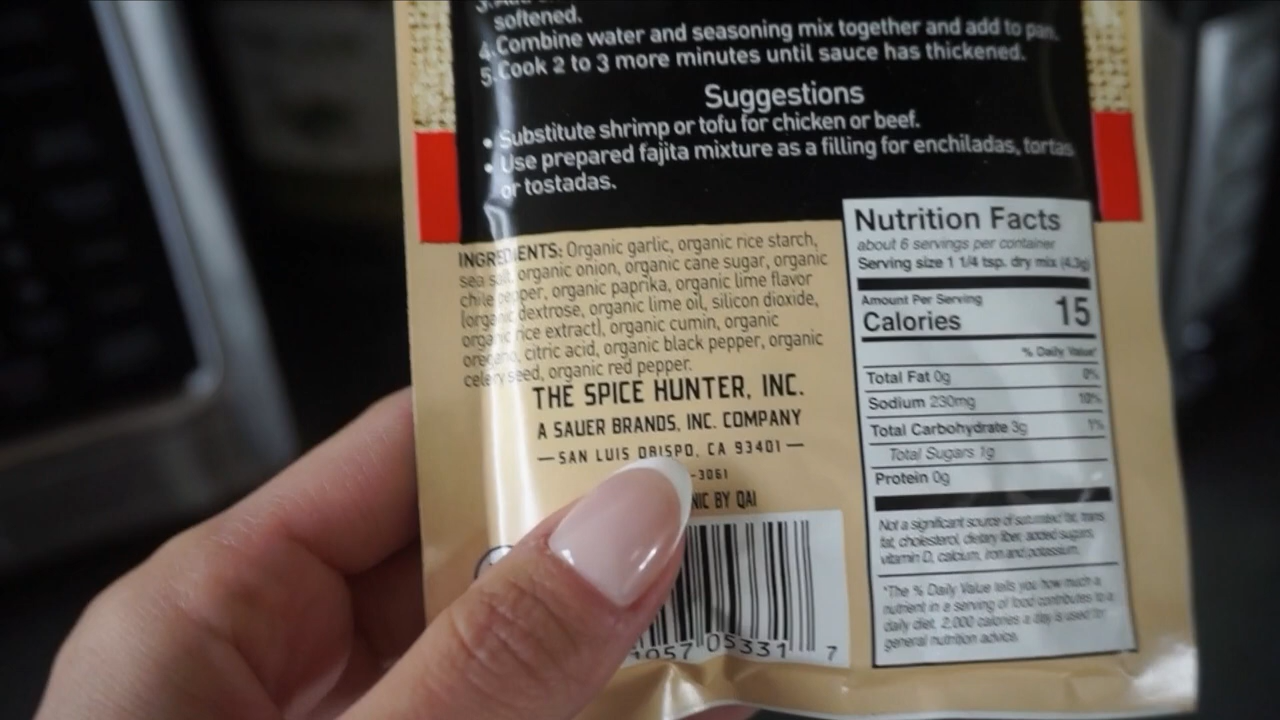 softened.
4. Combine water and seasoning mix together and add to pan.
5. Cook 2 to 3 more minutes until sauce has thickened.
Suggestions
• Substitute shrimp or tofu for chicken or beef.
• Use prepared fajita mixture as a filling for enchiladas, tortas
or tostadas.
INGREDIENTS: Organic garlic, organic rice starch,
sea salt, organic onion, organic cane sugar, organic
chile pepper, organic paprika, organic lime flavor
(organic dextrose, organic lime oil, silicon dioxide,
organic rice extract), organic cumin, organic
oregano, citric acid, organic black pepper, organic
celery seed, organic red pepper.
THE SPICE HUNTER, INC.
A SAUER BRANDS, INC. COMPANY
—SAN LUIS OBISPO, CA 93401—
-3061
NIC BY QAI
1057 05331 7
Nutrition Facts
about 6 servings per container
Serving size 1 1/4 tsp. dry mix (4.3g)
Amount Per Serving
Calories 15
% Daily Value*
Total Fat 0g 0%
Sodium 230mg 10%
Total Carbohydrate 3g 1%
Total Sugars 1g
Protein 0g
Not a significant source of saturated fat, trans
fat, cholesterol, dietary fiber, added sugars,
vitamin D, calcium, iron and potassium.
*The % Daily Value tells you how much a
nutrient in a serving of food contributes to a
daily diet. 2,000 calories a day is used for
general nutrition advice.